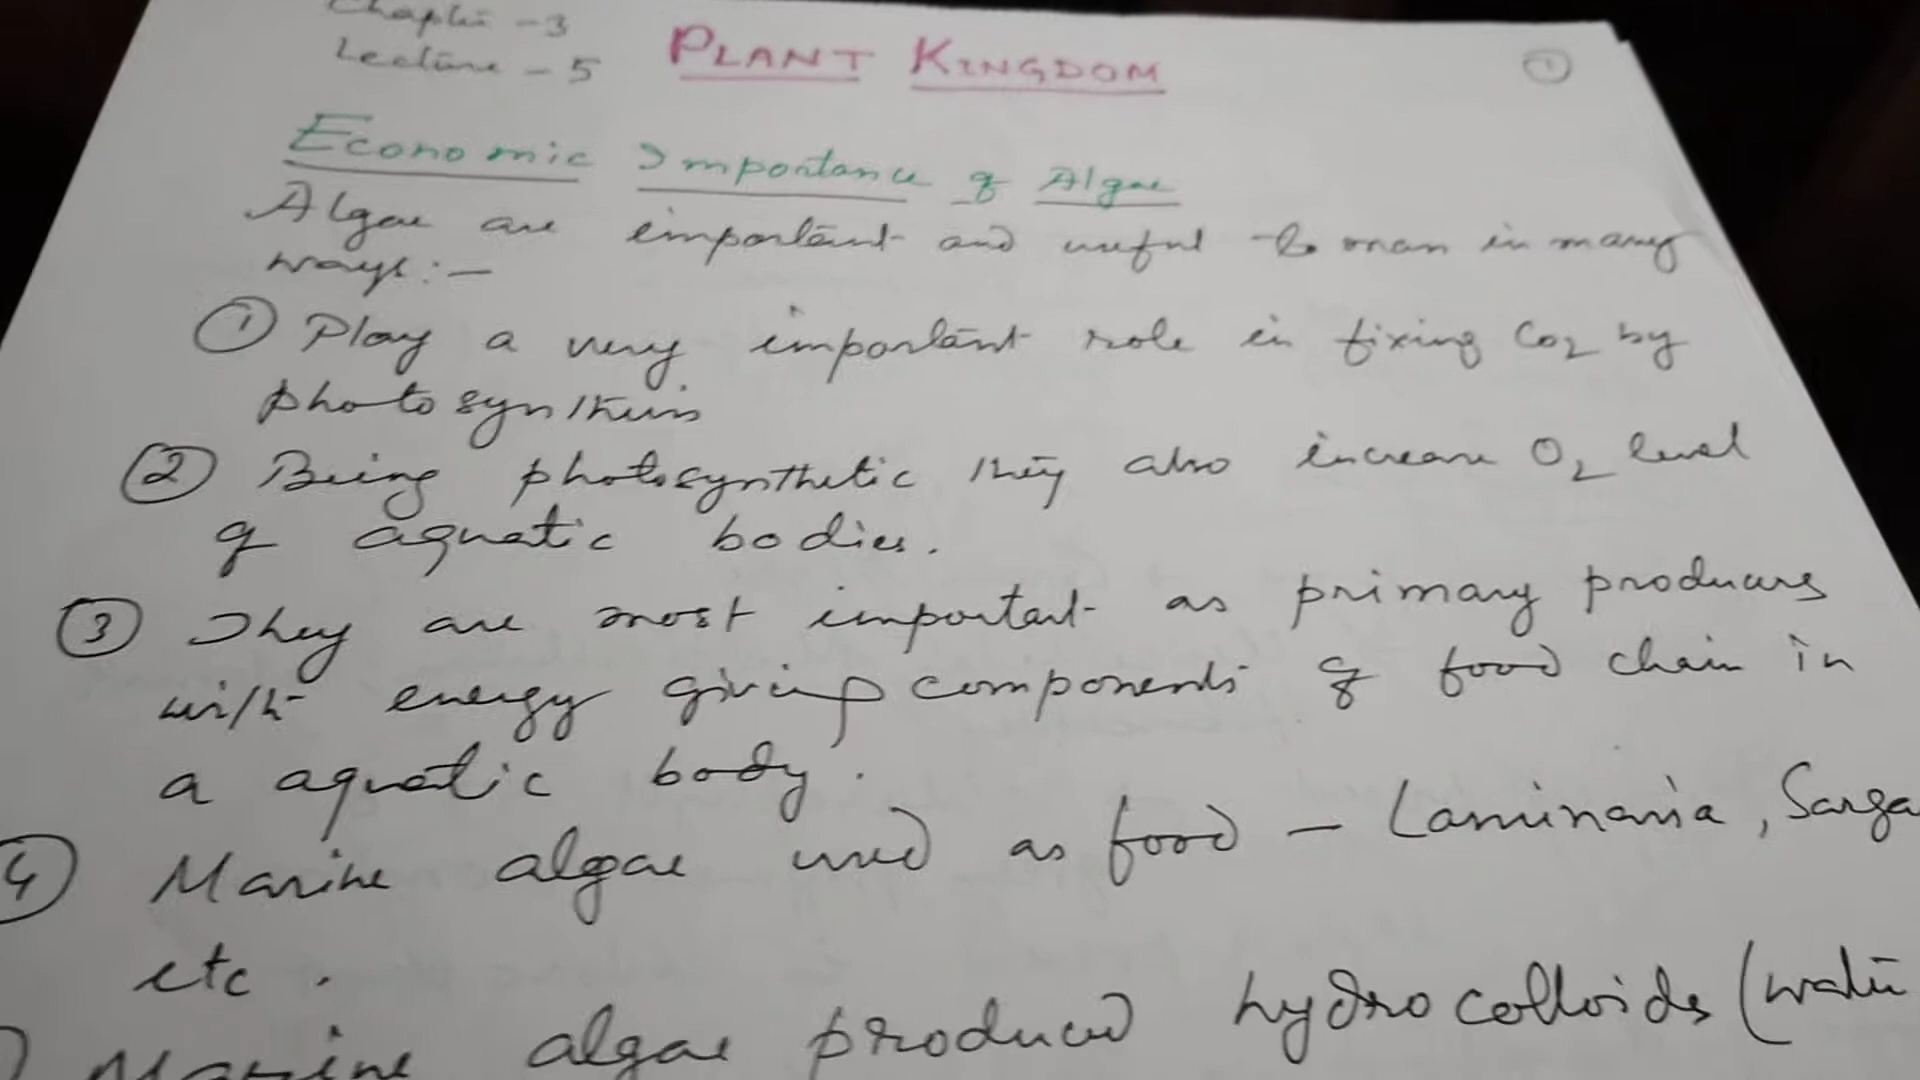 Chapter - 3
Lecture - 5
PLANT KINGDOM
1
Economic Importance of Algae
Algae are important and useful to man in many
ways:-
① Play a very important role in fixing CO₂ by
photosynthesis
② Being photosynthetic they also increase O₂ level
of aquatic bodies.
③ They are most important as primary producers
with energy giving components of food chain in
a aquatic body.
④ Marine algae used as food – Laminaria, Sarga
etc.
Marine algae produced hydrocolloids (water